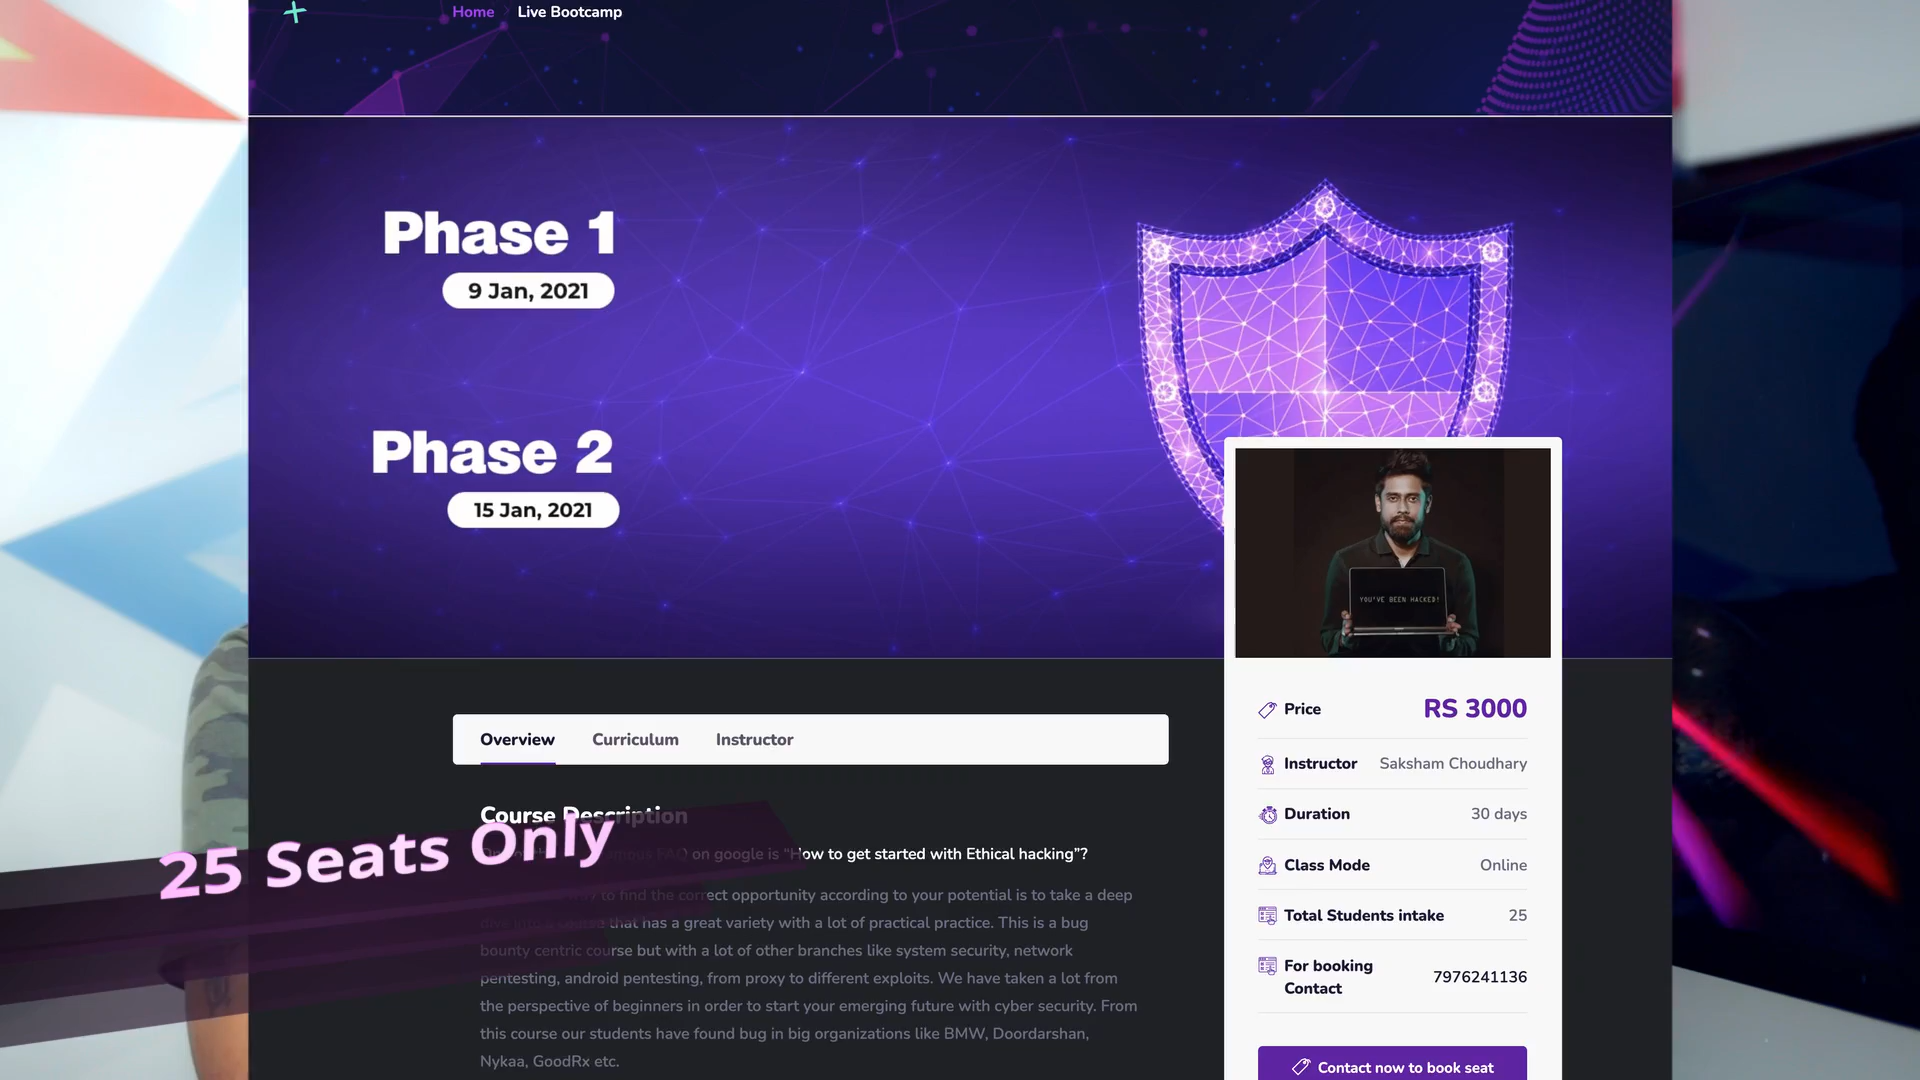 Home Live Bootcamp
Phase 1
9 Jan, 2021
Phase 2
15 Jan, 2021
YOU'VE BEEN HACKED!
Overview Curriculum Instructor
Course Description
on google is “How to get started with Ethical hacking”?
to find the correct opportunity according to your potential is to take a deep
dive into a course that has a great variety with a lot of practical practice. This is a bug
bounty centric course but with a lot of other branches like system security, network
pentesting, android pentesting, from proxy to different exploits. We have taken a lot from
the perspective of beginners in order to start your emerging future with cyber security. From
this course our students have found bug in big organizations like BMW, Doordarshan,
Nykaa, GoodRx etc.
25 Seats Only
Price RS 3000
Instructor Saksham Choudhary
Duration 30 days
Class Mode Online
Total Students intake 25
For booking
Contact 7976241136
Contact now to book seat